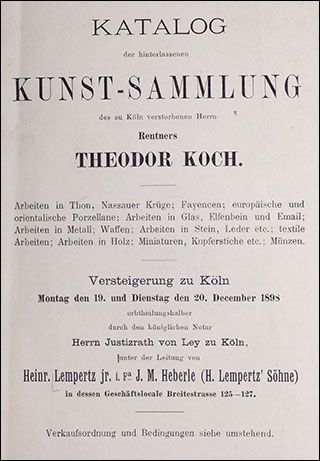 KATALOG
der hinterlassenen
KUNST-SAMMLUNG
des zu Köln verstorbenen Herrn
Rentners
THEODOR KOCH.
Arbeiten in Thon, Nassauer Krüge; Fayencen; europäische und
orientalische Porzellane; Arbeiten in Glas, Elfenbein und Email;
Arbeiten in Metall; Waffen; Arbeiten in Stein, Leder etc.; textile
Arbeiten; Arbeiten in Holz; Miniaturen, Kupferstiche etc.; Münzen.
Versteigerung zu Köln
Montag den 19. und Dienstag den 20. December 1898
erbtheilungshalber
durch den königlichen Notar
Herrn Justizrath von Ley zu Köln,
unter der Leitung von
Heinr. Lempertz jr. i. Fa J. M. Heberle (H. Lempertz' Söhne)
in dessen Geschäftslocale Breitestrasse 125—127.
Verkaufsordnung und Bedingungen siehe umstehend.